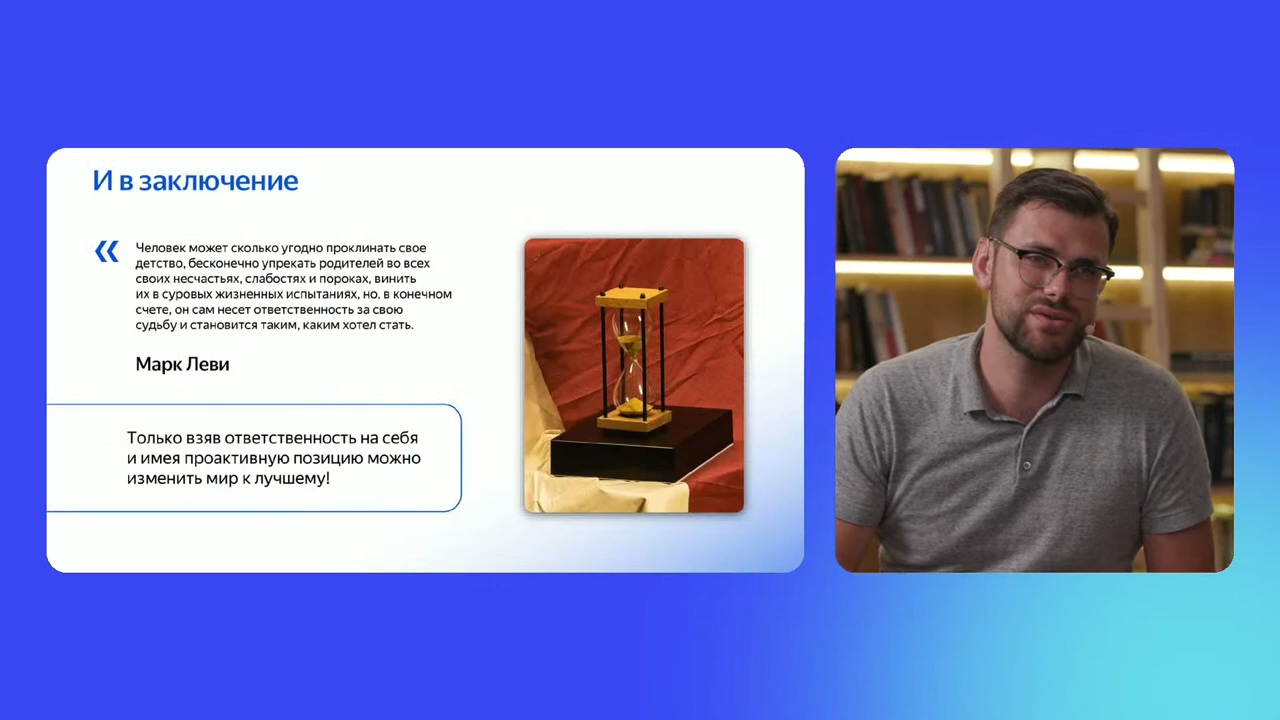 И в заключение
«
Человек может сколько угодно проклинать свое
детство, бесконечно упрекать родителей во всех
своих несчастьях, слабостях и пороках, винить
их в суровых жизненных испытаниях, но, в конечном
счете, он сам несет ответственность за свою
судьбу и становится таким, каким хотел стать.
Марк Леви
Только взяв ответственность на себя
и имея проактивную позицию можно
изменить мир к лучшему!